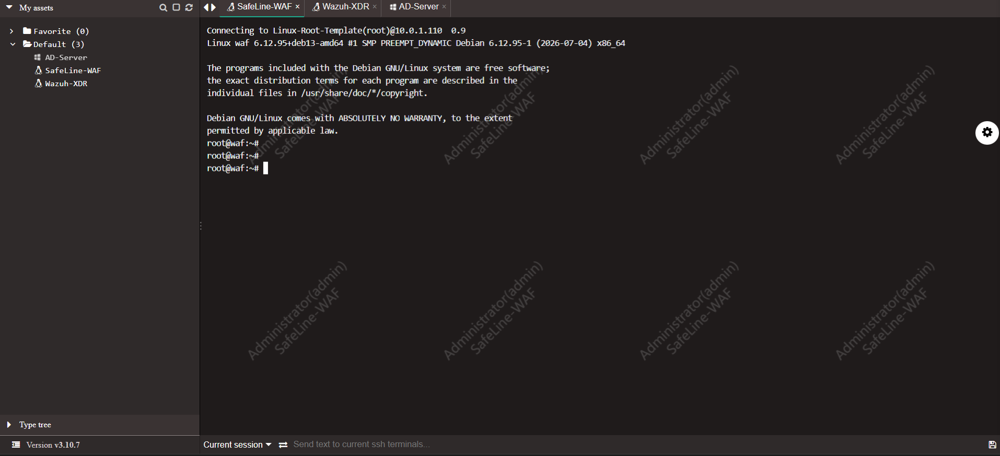 My assets
Favorite (0)
Default (3)
AD-Server
SafeLine-WAF
Wazuh-XDR
Type tree
Version v3.10.7
SafeLine-WAF ×
Wazuh-XDR ×
AD-Server ×
Connecting to Linux-Root-Template(root)@10.0.1.110  0.9
Linux waf 6.12.95+deb13-amd64 #1 SMP PREEMPT_DYNAMIC Debian 6.12.95-1 (2026-07-04) x86_64
The programs included with the Debian GNU/Linux system are free software;
the exact distribution terms for each program are described in the
individual files in /usr/share/doc/*/copyright.
Debian GNU/Linux comes with ABSOLUTELY NO WARRANTY, to the extent
permitted by applicable law.
root@waf:~#
root@waf:~#
root@waf:~#
Administrator(admin)
SafeLine-WAF
Administrator(admin)
SafeLine-WAF
Administrator(admin)
SafeLine-WAF
Administrator(admin)
SafeLine-WAF
Administrator(admin)
SafeLine-WAF
Administrator(admin)
SafeLine-WAF
Administrator(admin)
SafeLine-WAF
Administrator(admin)
SafeLine-WAF
Current session
Send text to current ssh terminals...